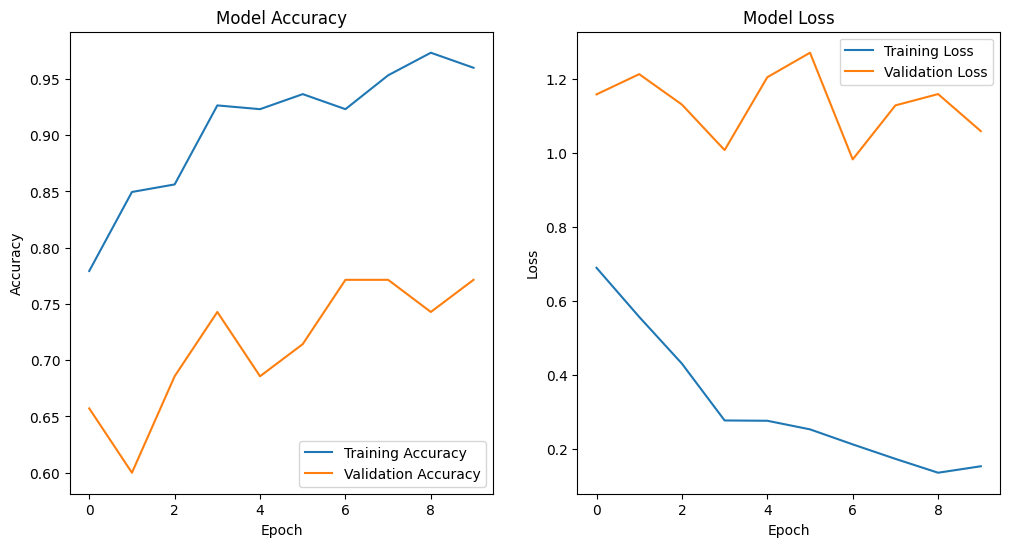 Model Accuracy
Accuracy
0.95
0.90
0.85
0.80
0.75
0.70
0.65
0.60
Training Accuracy
Validation Accuracy
0 2 4 6 8
Epoch
Model Loss
Loss
Training Loss
Validation Loss
1.2
1.0
0.8
0.6
0.4
0.2
0 2 4 6 8
Epoch